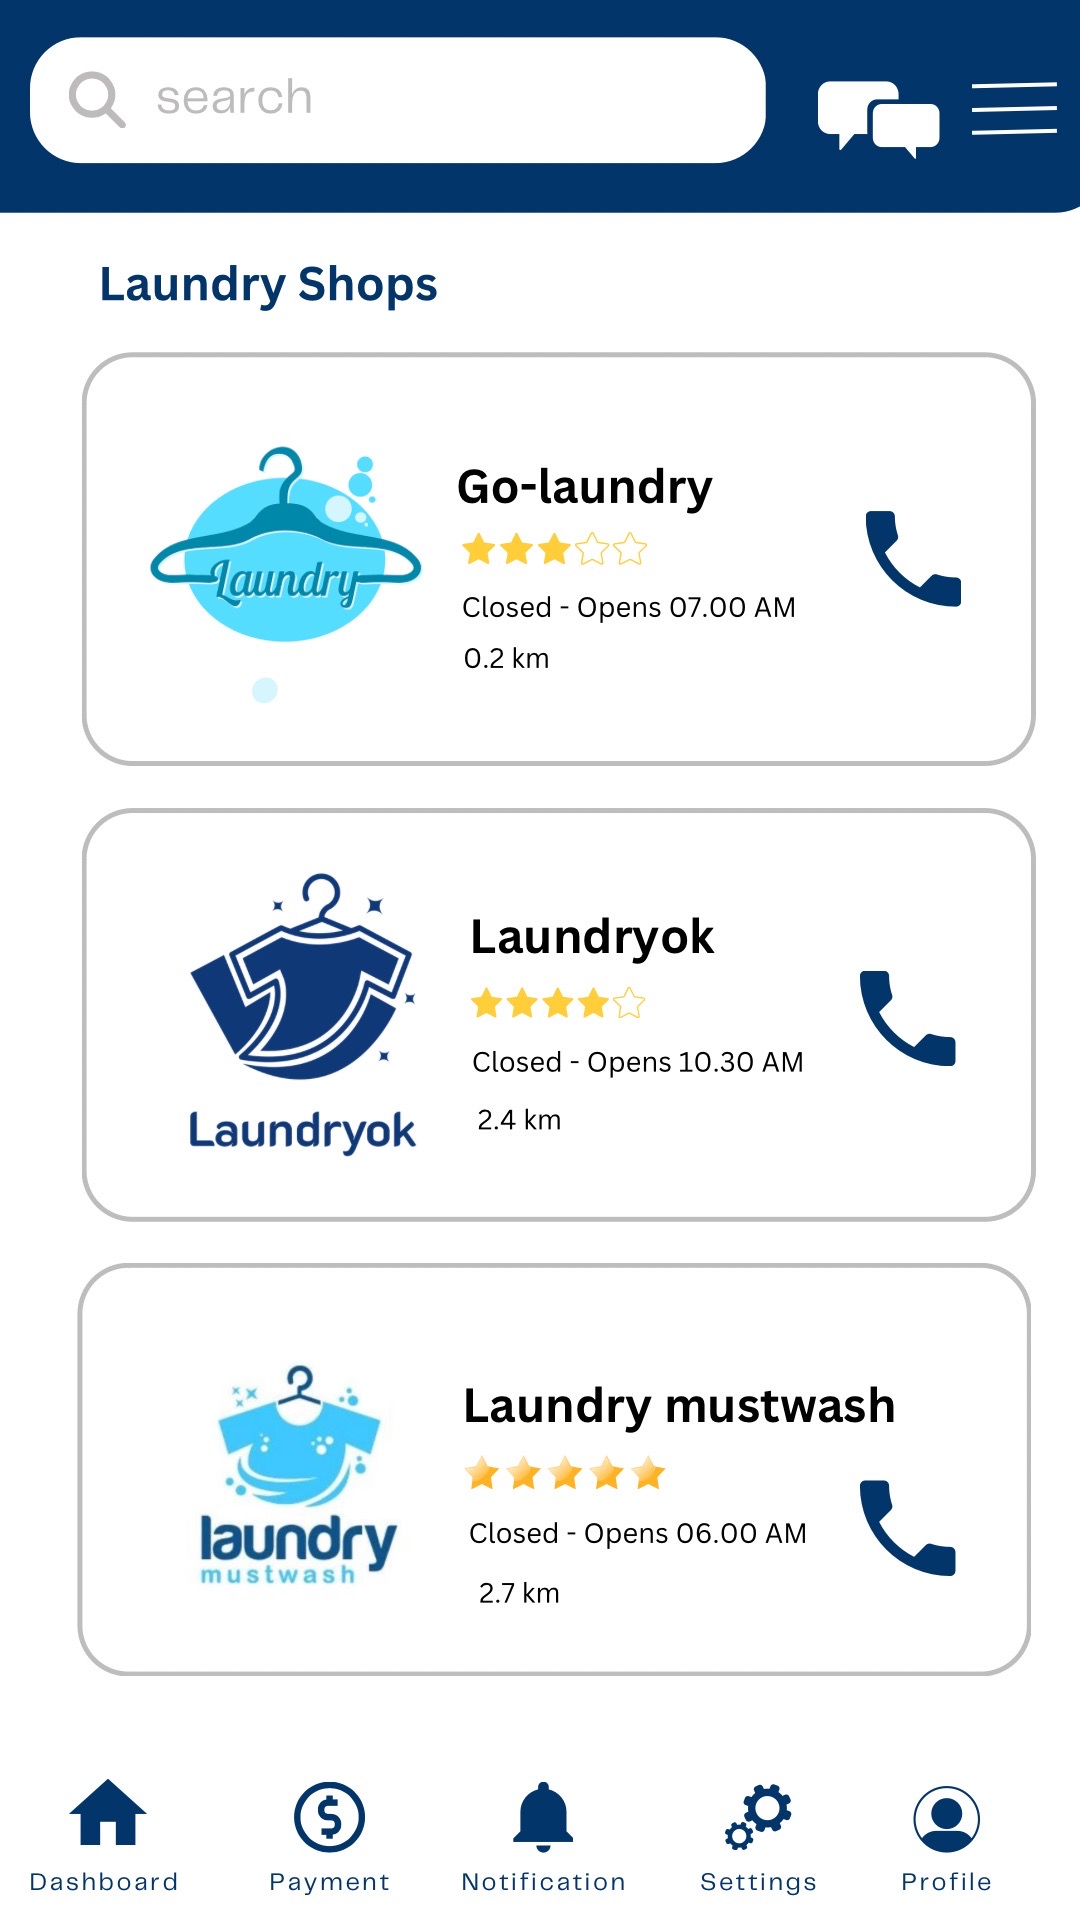 search
Laundry Shops
Laundry
Go-laundry
Closed - Opens 07.00 AM
0.2 km
Laundryok
Laundryok
Closed - Opens 10.30 AM
2.4 km
laundry
mustwash
Laundry mustwash
Closed - Opens 06.00 AM
2.7 km
Dashboard
Payment
Notification
Settings
Profile